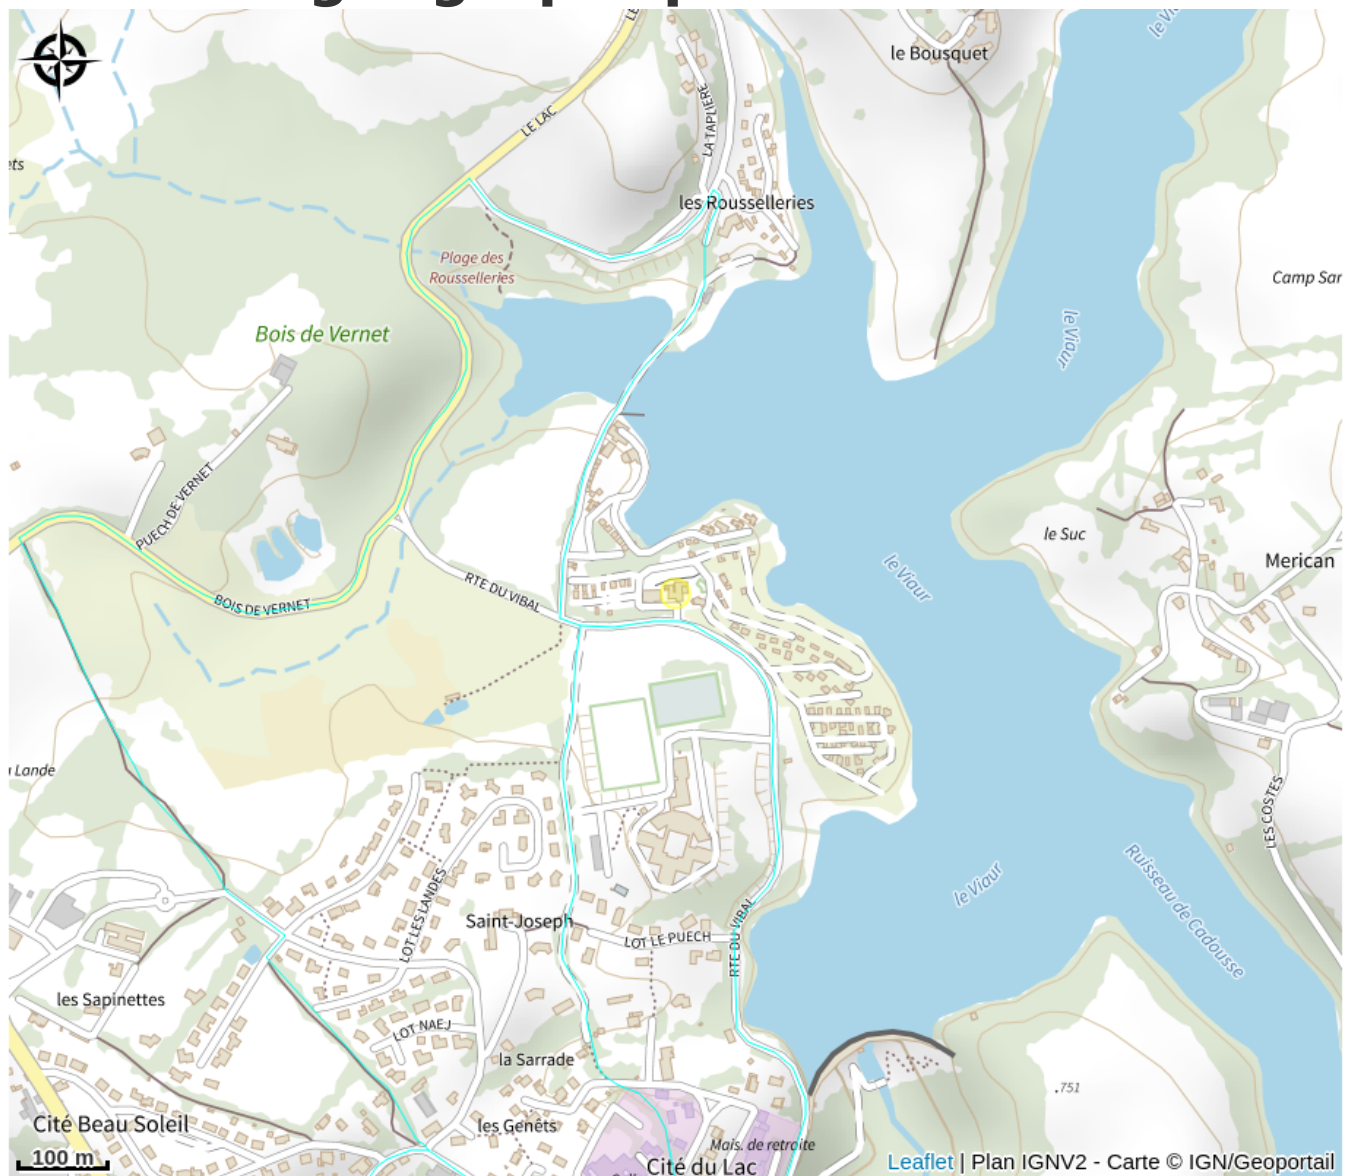 le Bousquet
LE LAC
LA TAPLIERE
ets
les Rousselleries
Plage des
Rousselleries
Camp Sar
le Viaur
Bois de Vernet
PUECH DE VERNET
le Suc
Merican
le Viaur
RTE DU VIBAL
BOIS DE VERNET
Lande
LES COSTES
le Viaur
Ruisseau de Cadousse
LOT LES LANDES
Saint-Joseph
LOT LE PUECH
RTE DU VIBAL
les Sapinettes
LOT NAEJ
la Sarrade
.751
Cité Beau Soleil
les Genêts
Mais. de retraite
Cité du Lac
100 m
Leaflet | Plan IGNV2 - Carte © IGN/Geoportail